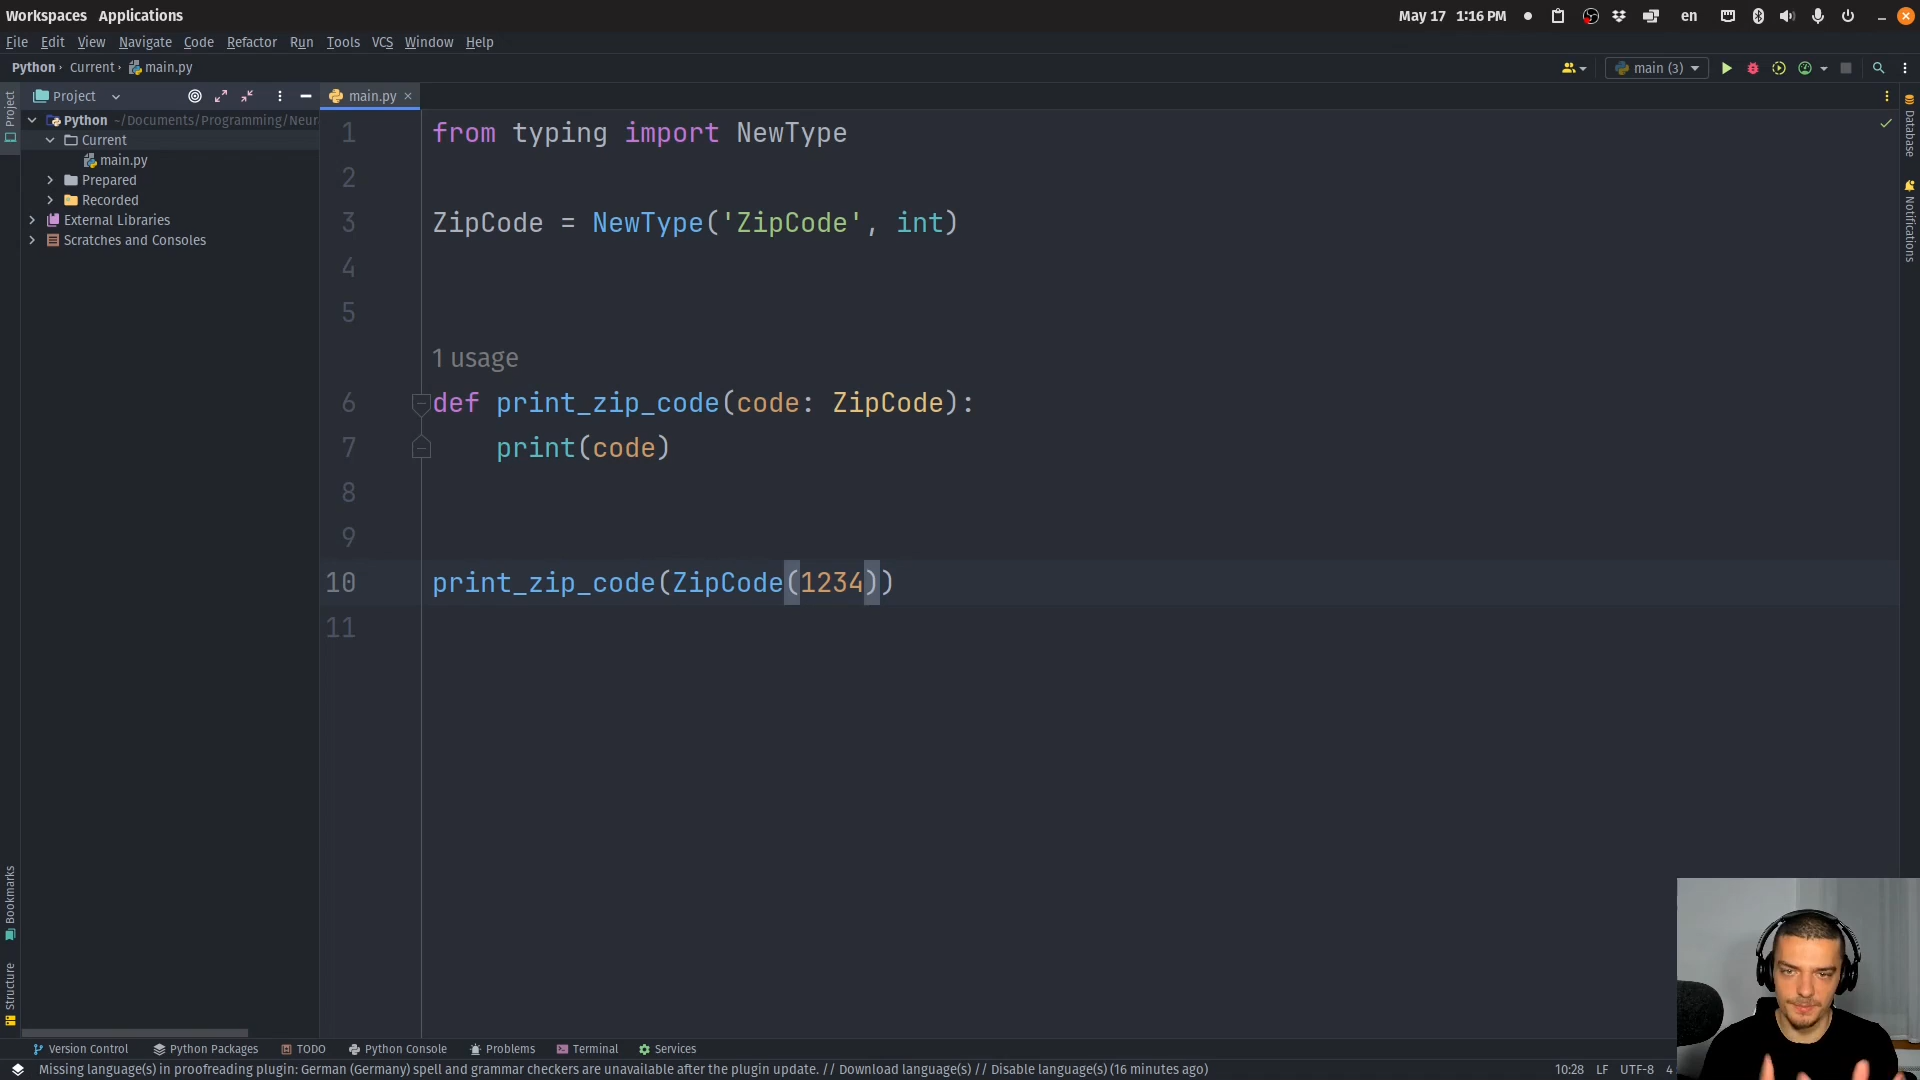 Workspaces Applications
May 17 1:16 PM
en
File Edit View Navigate Code Refactor Run Tools VCS Window Help
Python Current main.py
main (3)
Project
main.py
Project
Python ~/Documents/Programming/Neur
Current
main.py
Prepared
Recorded
External Libraries
Scratches and Consoles
1 from typing import NewType
2
3 ZipCode = NewType('ZipCode', int)
4
5
1 usage
6 def print_zip_code(code: ZipCode):
7 print(code)
8
9
10 print_zip_code(ZipCode(1234))
11
Database
Notifications
Bookmarks
Structure
Version Control Python Packages TODO Python Console Problems Terminal Services
Missing language(s) in proofreading plugin: German (Germany) spell and grammar checkers are unavailable after the plugin update. // Download language(s) // Disable language(s) (16 minutes ago)
10:28 LF UTF-8 4